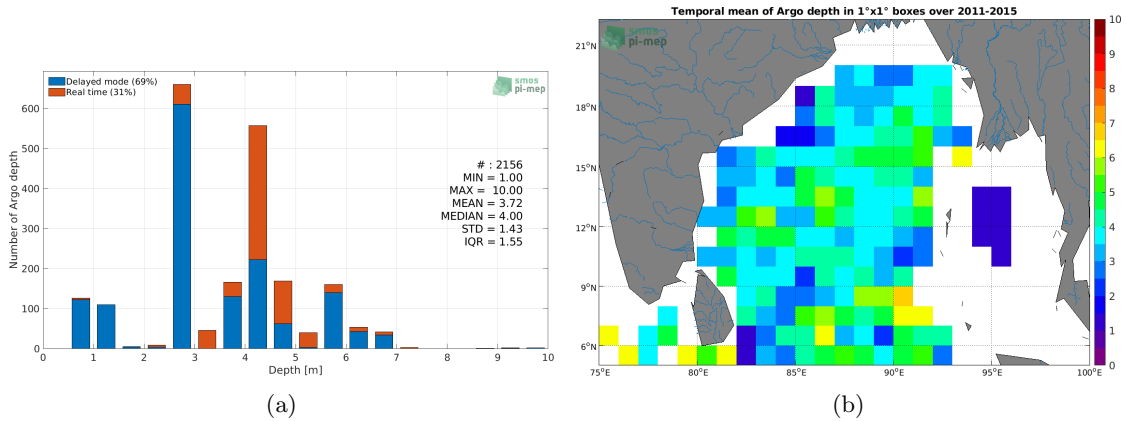 Delayed mode (69%)
Real time (31%)
smos
pi-mep
# : 2156
MIN = 1.00
MAX = 10.00
MEAN = 3.72
MEDIAN = 4.00
STD = 1.43
IQR = 1.55
Number of Argo depth
600
500
400
300
200
100
0
0 1 2 3 4 5 6 7 8 9 10
Depth [m]
(a)
Temporal mean of Argo depth in 1°x1° boxes over 2011-2015
smos
pi-mep
21°N
18°N
15°N
12°N
9°N
6°N
75°E 80°E 85°E 90°E 95°E 100°E
10
9
8
7
6
5
4
3
2
1
0
(b)